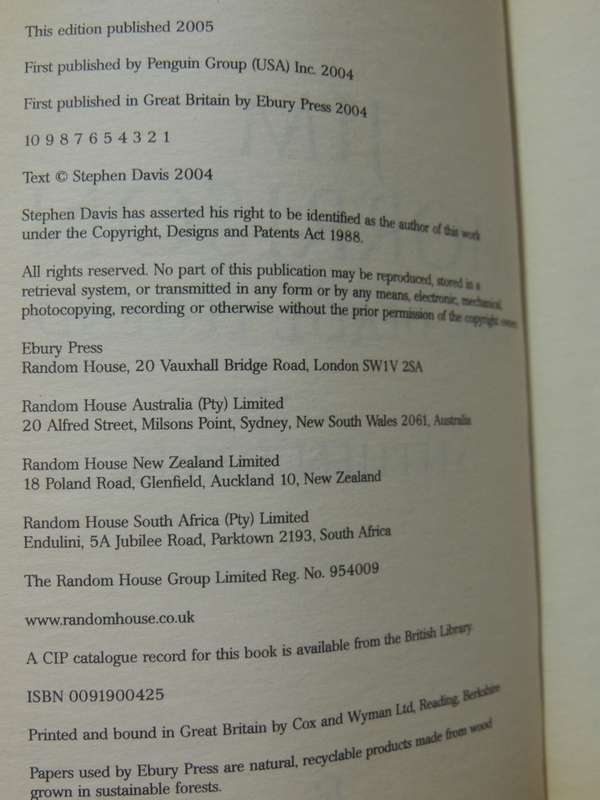 This edition published 2005
First published by Penguin Group (USA) Inc. 2004
First published in Great Britain by Ebury Press 2004
10 9 8 7 6 5 4 3 2 1
Text © Stephen Davis 2004
Stephen Davis has asserted his right to be identified as the author of this work
under the Copyright, Designs and Patents Act 1988.
All rights reserved. No part of this publication may be reproduced, stored in a
retrieval system, or transmitted in any form or by any means, electronic, mechanical,
photocopying, recording or otherwise without the prior permission of the copyright owner.
Ebury Press
Random House, 20 Vauxhall Bridge Road, London SW1V 2SA
Random House Australia (Pty) Limited
20 Alfred Street, Milsons Point, Sydney, New South Wales 2061, Australia
Random House New Zealand Limited
18 Poland Road, Glenfield, Auckland 10, New Zealand
Random House South Africa (Pty) Limited
Endulini, 5A Jubilee Road, Parktown 2193, South Africa
The Random House Group Limited Reg. No. 954009
www.randomhouse.co.uk
A CIP catalogue record for this book is available from the British Library
ISBN 0091900425
Printed and bound in Great Britain by Cox and Wyman Ltd, Reading, Berkshire
Papers used by Ebury Press are natural, recyclable products made from wood
grown in sustainable forests.